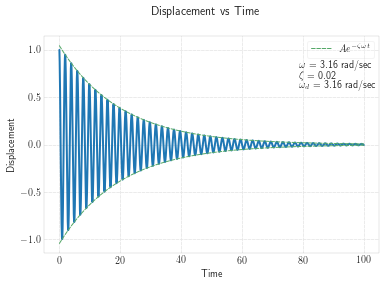 Displacement vs Time
Ae^{-ζωt}
ω = 3.16 rad/sec
ζ = 0.02
ω_d = 3.16 rad/sec
Displacement
1.0
0.5
0.0
−0.5
−1.0
0 20 40 60 80 100
Time